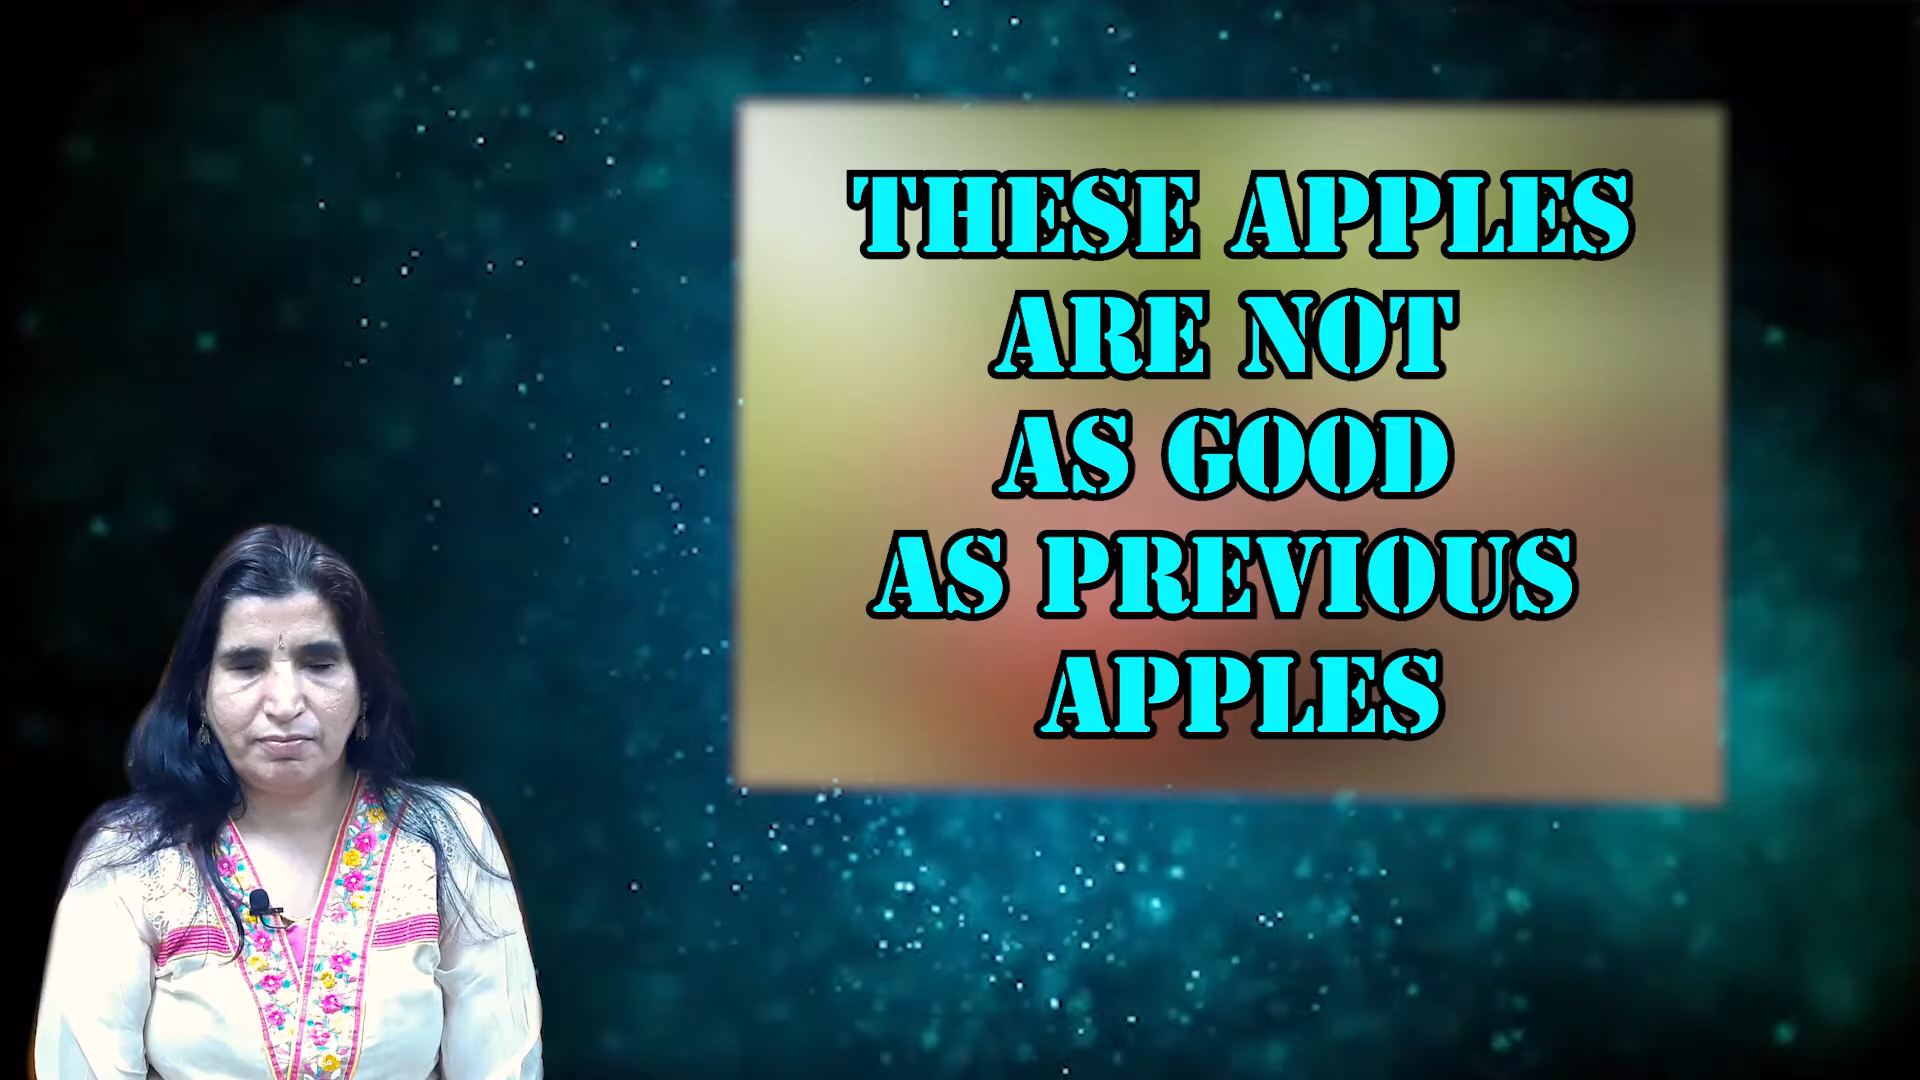 THESE APPLES
ARE NOT
AS GOOD
AS PREVIOUS
APPLES